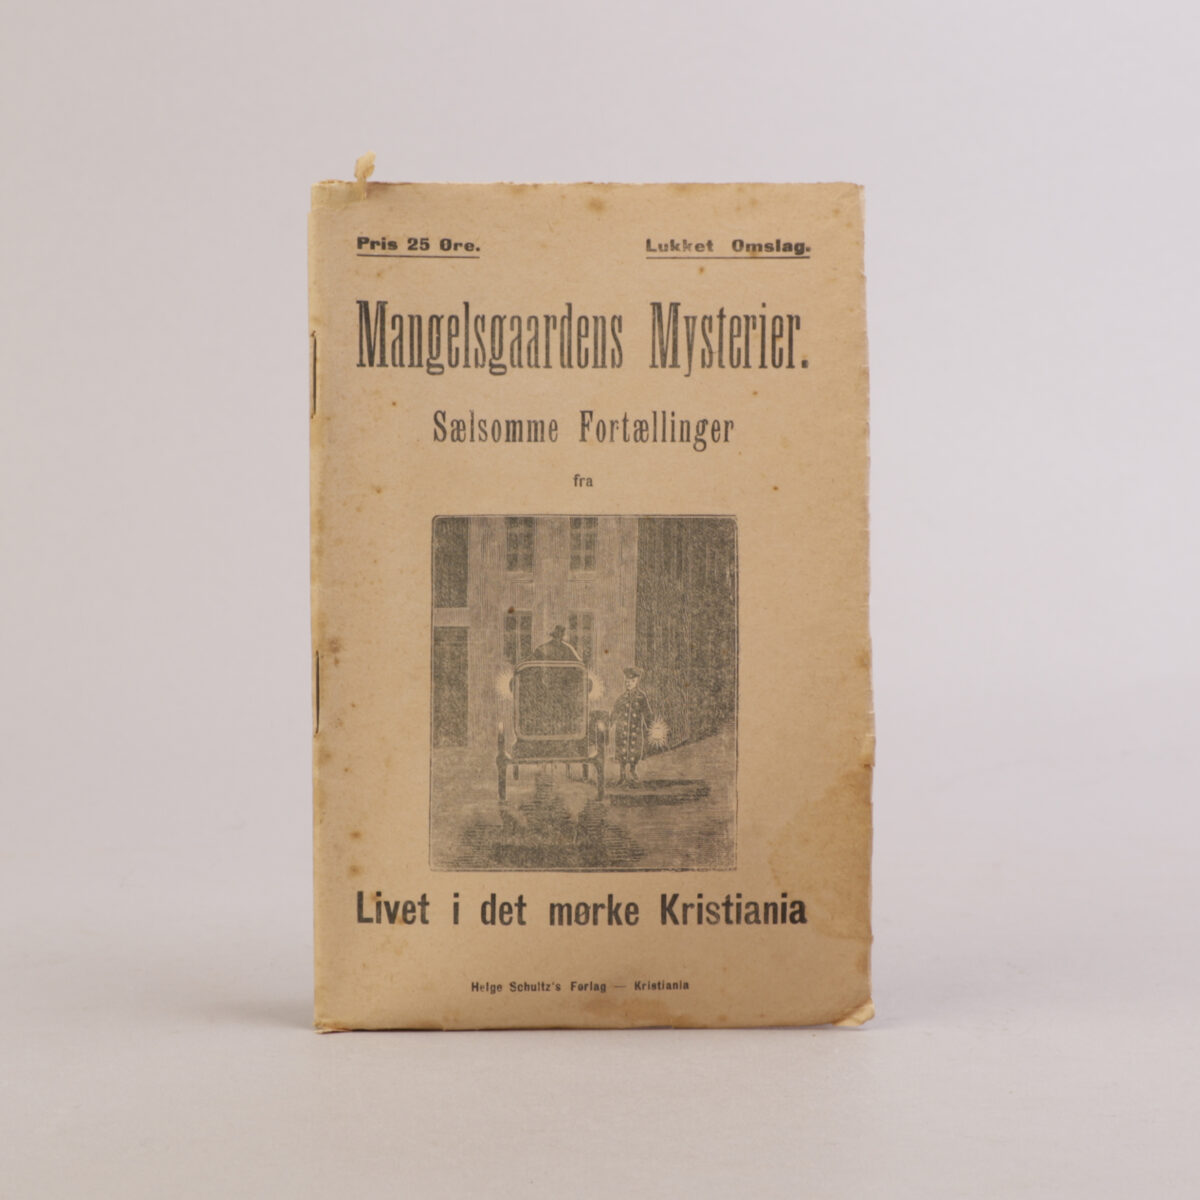 Pris 25 Øre.
Lukket Omslag.
Mangelsgaardens Mysterier.
Sælsomme Fortællinger
fra
Livet i det mørke Kristiania
Helge Schultz's Forlag — Kristiania